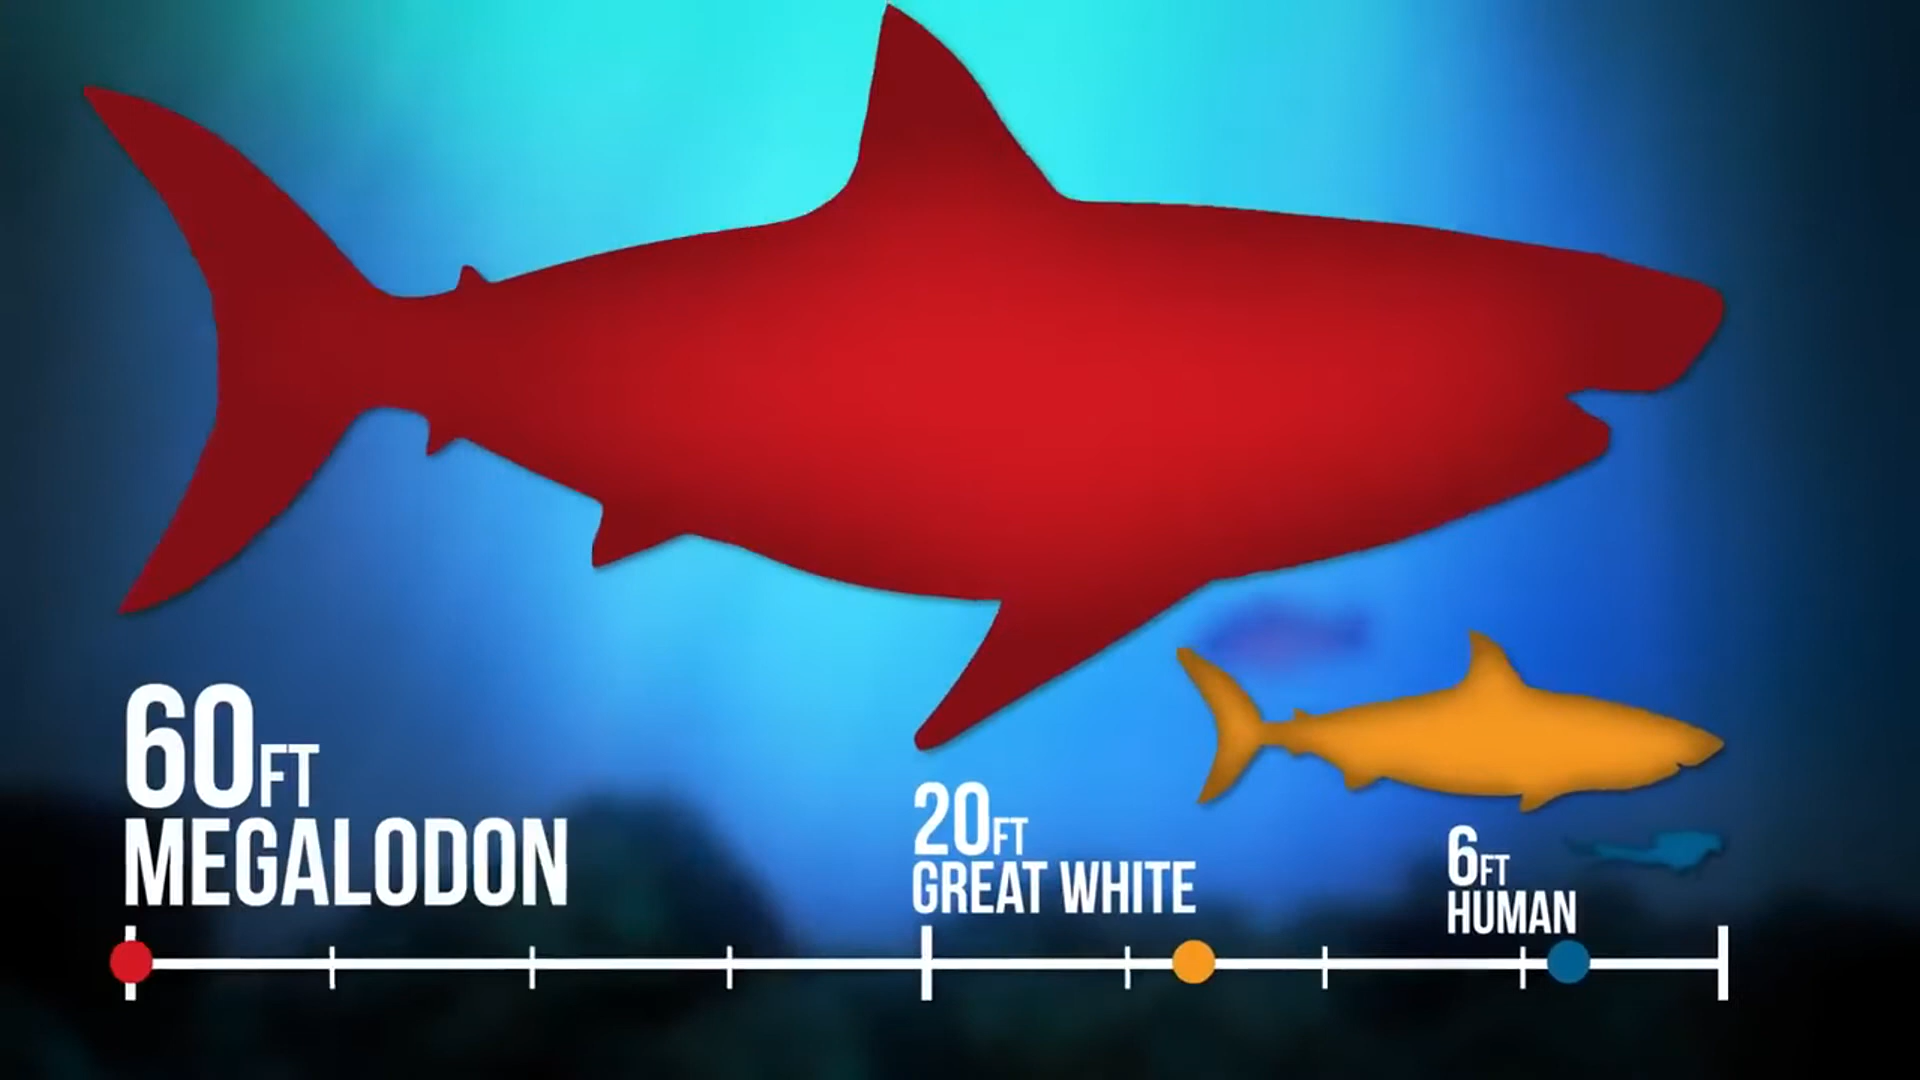 60FT
MEGALODON
20FT
GREAT WHITE
6FT
HUMAN